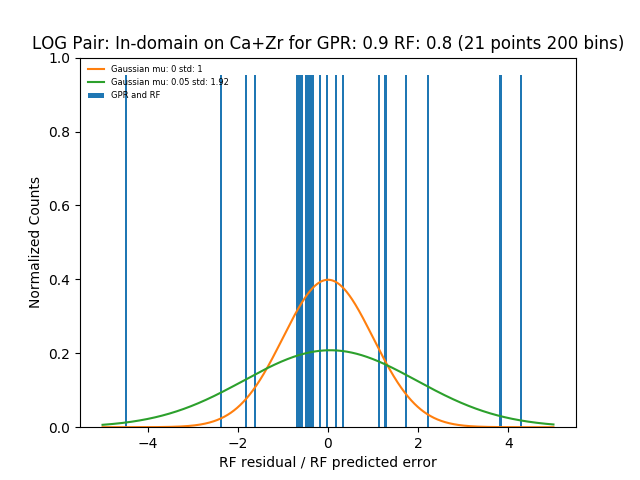 LOG Pair: In-domain on Ca+Zr for GPR: 0.9 RF: 0.8 (21 points 200 bins)
Gaussian mu: 0 std: 1
Gaussian mu: 0.05 std: 1.92
GPR and RF
Normalized Counts
1.0
0.8
0.6
0.4
0.2
0.0
−4
−2
0
2
4
RF residual / RF predicted error